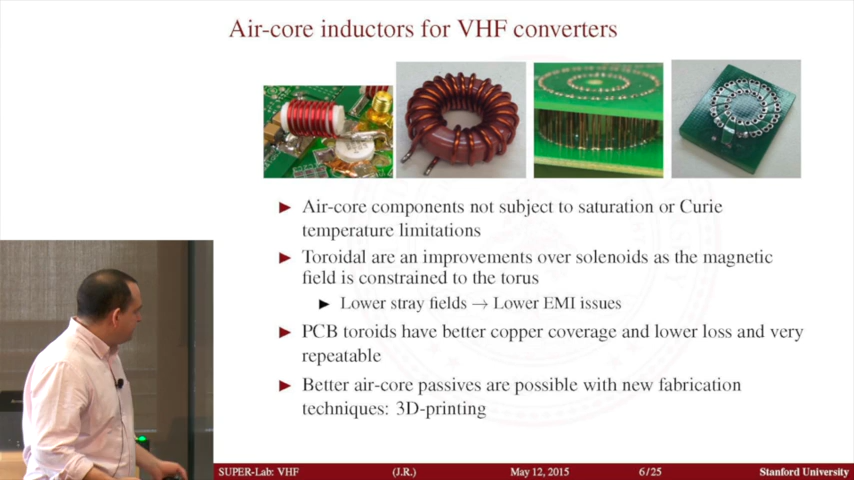 Air-core inductors for VHF converters
Air-core components not subject to saturation or Curie
temperature limitations
Toroidal are an improvements over solenoids as the magnetic
field is constrained to the torus
Lower stray fields → Lower EMI issues
PCB toroids have better copper coverage and lower loss and very
repeatable
Better air-core passives are possible with new fabrication
techniques: 3D-printing
SUPER-Lab: VHF (J.R.) May 12, 2015 6/25 Stanford University